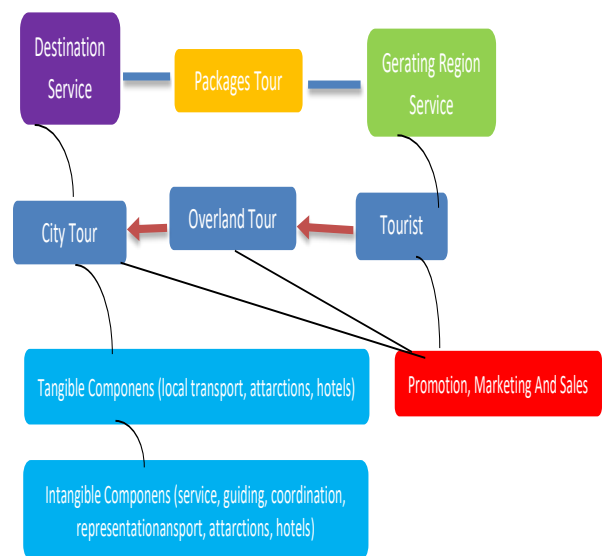 Destination
Service
Packages Tour
Gerating Region
Service
City Tour
Overland Tour
Tourist
Tangible Componens (local transport, attarctions, hotels)
Promotion, Marketing And Sales
Intangible Componens (service, guiding, coordination,
representationansport, attarctions, hotels)